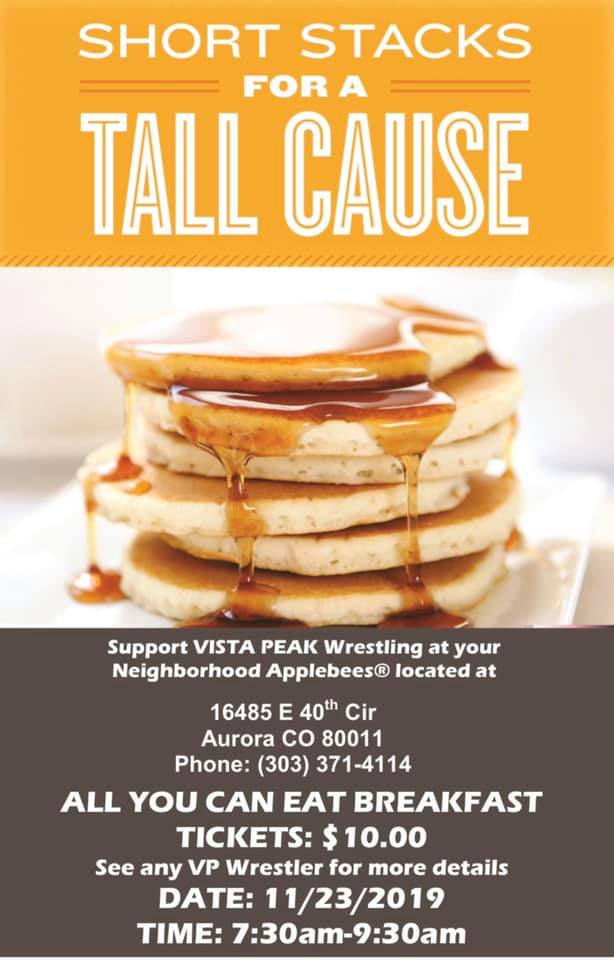 SHORT STACKS
FOR A
TALL CAUSE
Support VISTA PEAK Wrestling at your
Neighborhood Applebees® located at
16485 E 40th Cir
Aurora CO 80011
Phone: (303) 371-4114
ALL YOU CAN EAT BREAKFAST
TICKETS: $10.00
See any VP Wrestler for more details
DATE: 11/23/2019
TIME: 7:30am-9:30am